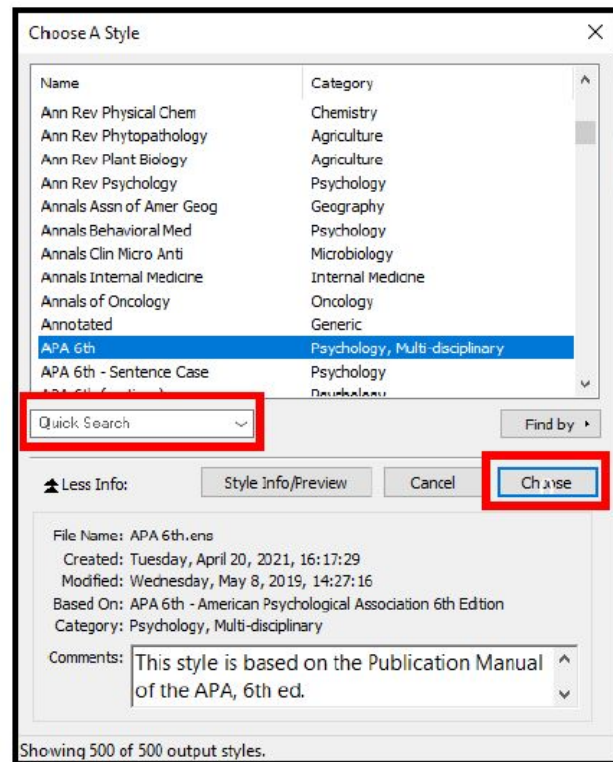 Choose A Style
Name Category
Ann Rev Physical Chem Chemistry
Ann Rev Phytopathology Agriculture
Ann Rev Plant Biology Agriculture
Ann Rev Psychology Psychology
Annals Assn of Amer Geog Geography
Annals Behavioral Med Psychology
Annals Clin Micro Anti Microbiology
Annals Internal Medicine Internal Medicine
Annals of Oncology Oncology
Annotated Generic
APA 6th Psychology, Multi-disciplinary
APA 6th - Sentence Case Psychology
Quick Search Find by
Less Info: Style Info/Preview Cancel Choose
File Name: APA 6th.ens
Created: Tuesday, April 20, 2021, 16:17:29
Modified: Wednesday, May 8, 2019, 14:27:16
Based On: APA 6th - American Psychological Association 6th Edition
Category: Psychology, Multi-disciplinary
Comments: This style is based on the Publication Manual
of the APA, 6th ed.
Showing 500 of 500 output styles.